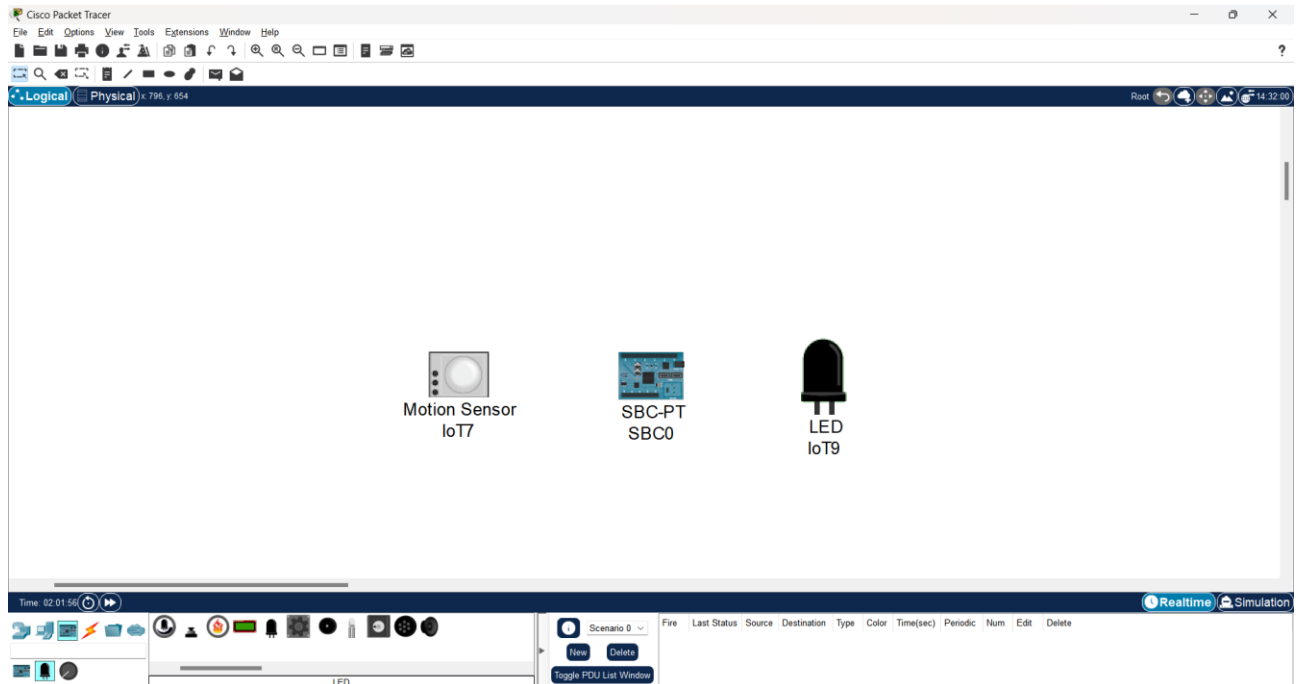 Cisco Packet Tracer
File Edit Options View Tools Extensions Window Help
?
Logical Physical x: 796, y: 654 Root 14:32:00
Motion Sensor
IoT7
SBC-PT
SBC0
LED
IoT9
Time: 02:01:56 Realtime Simulation
Scenario 0 Fire Last Status Source Destination Type Color Time(sec) Periodic Num Edit Delete
New Delete
Toggle PDU List Window
LED